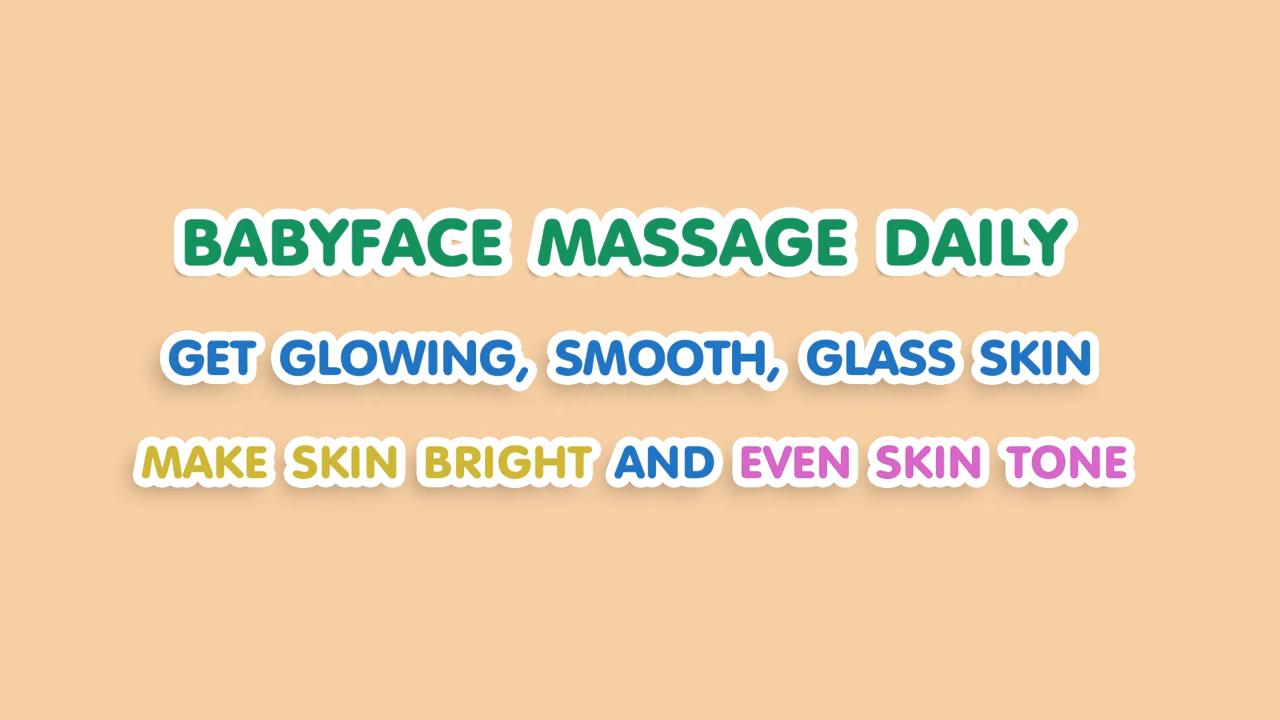 BABYFACE MASSAGE DAILY
GET GLOWING, SMOOTH, GLASS SKIN
MAKE SKIN BRIGHT AND EVEN SKIN TONE